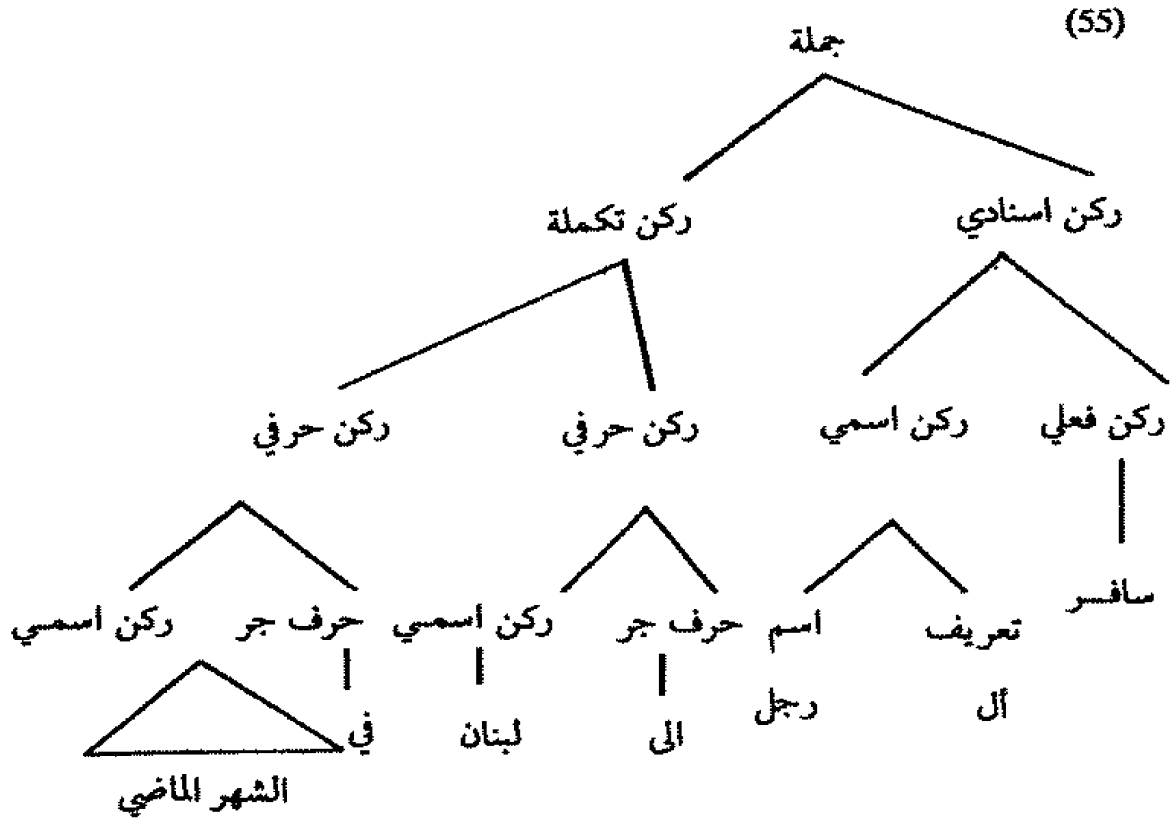 (55)
جملة
ركن اسنادي ركن تكملة
ركن فعلي ركن اسمي ركن حرفي ركن حرفي
سافر
تعريف اسم حرف جر ركن اسمي حرف جر ركن اسمي
أل رجل الى لبنان في
الشهر الماضي